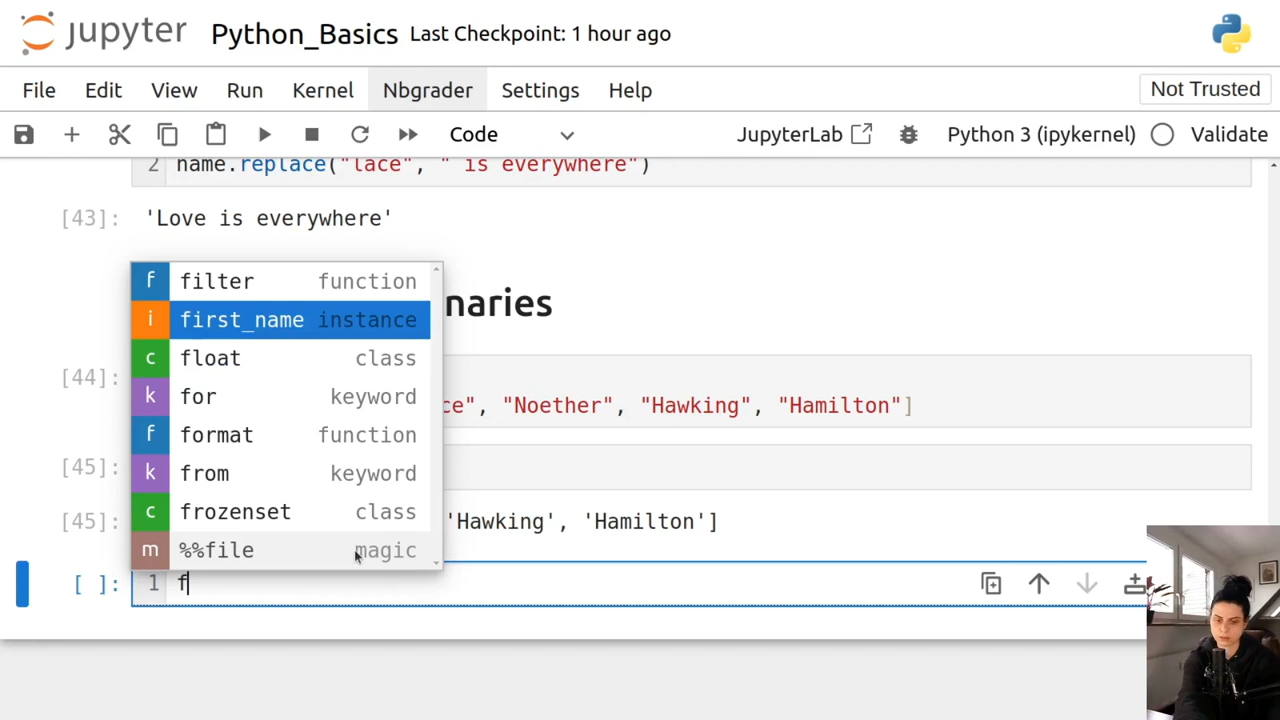 jupyter Python_Basics Last Checkpoint: 1 hour ago
File Edit View Run Kernel Nbgrader Settings Help Not Trusted
Code JupyterLab Python 3 (ipykernel) Validate
2 name.replace("lace", " is everywhere")
[43]: 'Love is everywhere'
naries
f filter function
i first_name instance
c float class
k for keyword
f format function
k from keyword
c frozenset class
m %%file magic
[44]:
ce", "Noether", "Hawking", "Hamilton"]
[45]:
[45]: 'Hawking', 'Hamilton']
[ ]: 1 f